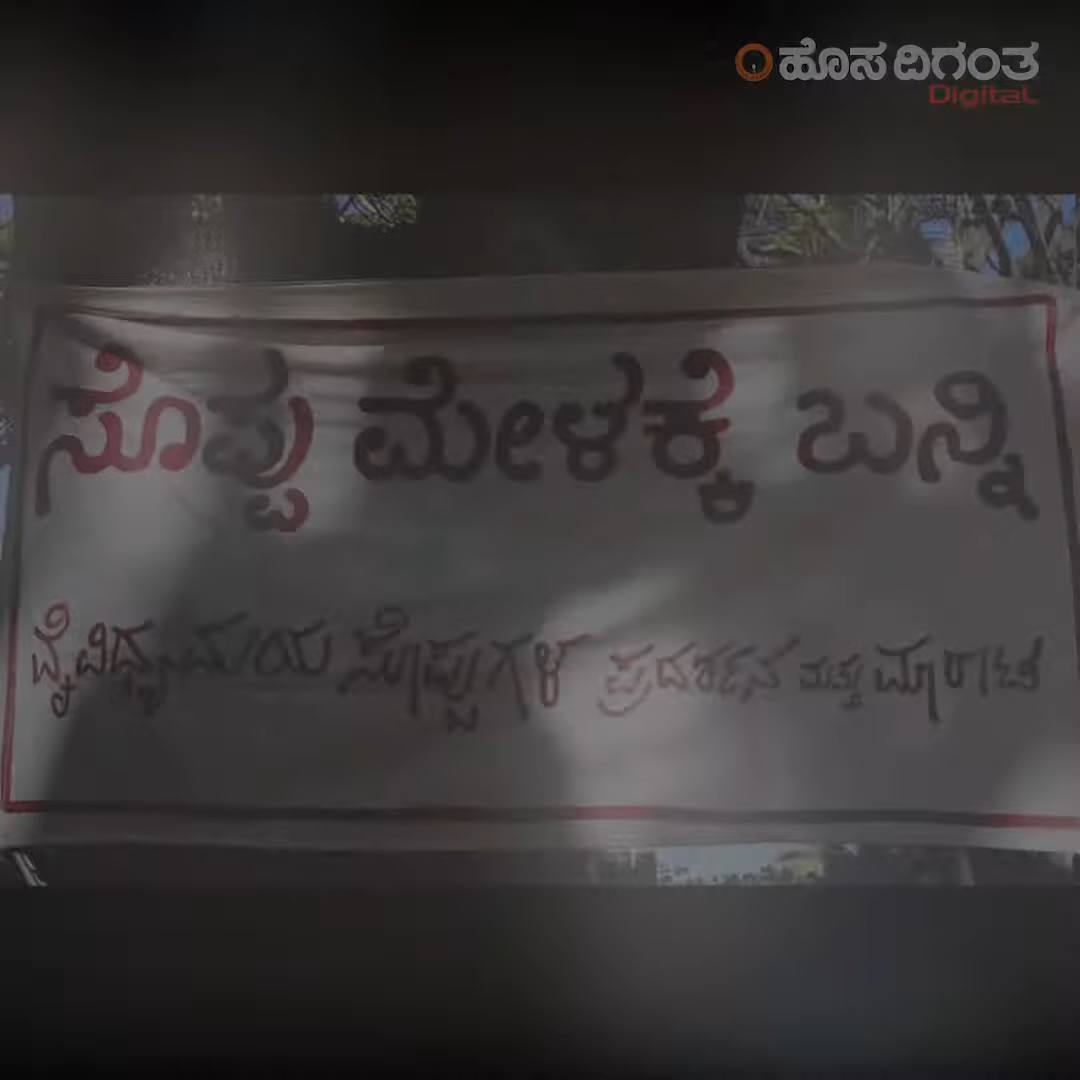 ಹೊಸ ದಿಗಂತ
Digital
ಸೊಪ್ಪು ಮೇಳಕ್ಕೆ ಬನ್ನಿ
ವೈವಿಧ್ಯಮಯ ಸೊಪ್ಪುಗಳ ಪ್ರದರ್ಶನ ಮತ್ತು ಮಾರಾಟ